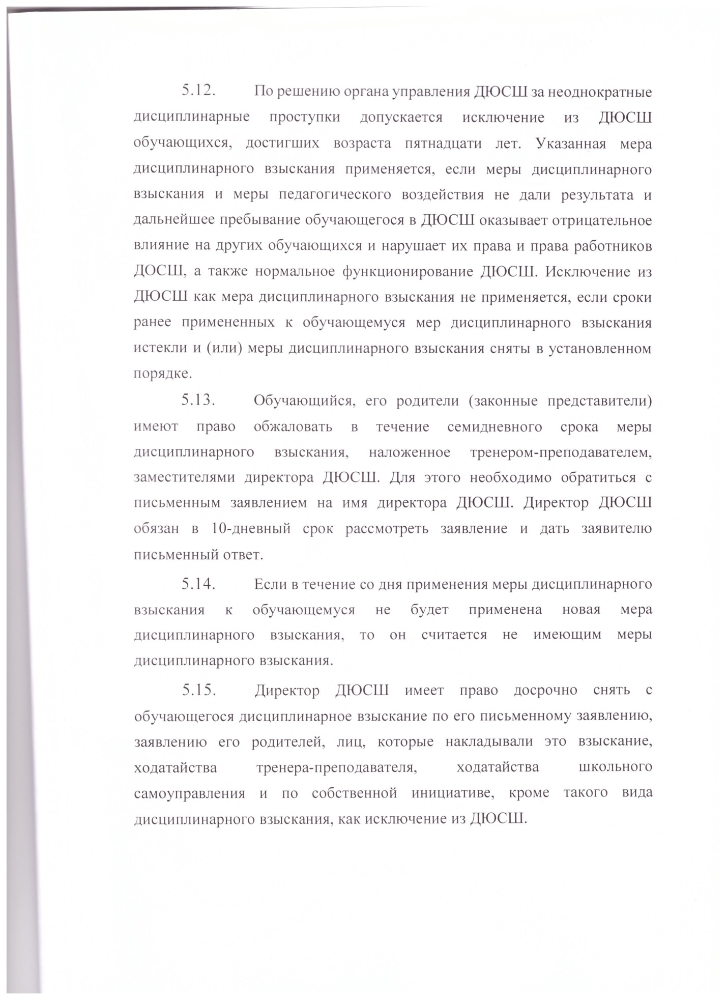 5.12. По решению органа управления ДЮСШ за неоднократные
дисциплинарные проступки допускается исключение из ДЮСШ
обучающихся, достигших возраста пятнадцати лет. Указанная мера
дисциплинарного взыскания применяется, если меры дисциплинарного
взыскания и меры педагогического воздействия не дали результата и
дальнейшее пребывание обучающегося в ДЮСШ оказывает отрицательное
влияние на других обучающихся и нарушает их права и права работников
ДОСШ, а также нормальное функционирование ДЮСШ. Исключение из
ДЮСШ как мера дисциплинарного взыскания не применяется, если сроки
ранее примененных к обучающемуся мер дисциплинарного взыскания
истекли и (или) меры дисциплинарного взыскания сняты в установленном
порядке.
5.13. Обучающийся, его родители (законные представители)
имеют право обжаловать в течение семидневного срока меры
дисциплинарного взыскания, наложенное тренером-преподавателем,
заместителями директора ДЮСШ. Для этого необходимо обратиться с
письменным заявлением на имя директора ДЮСШ. Директор ДЮСШ
обязан в 10-дневный срок рассмотреть заявление и дать заявителю
письменный ответ.
5.14. Если в течение со дня применения меры дисциплинарного
взыскания к обучающемуся не будет применена новая мера
дисциплинарного взыскания, то он считается не имеющим меры
дисциплинарного взыскания.
5.15. Директор ДЮСШ имеет право досрочно снять с
обучающегося дисциплинарное взыскание по его письменному заявлению,
заявлению его родителей, лиц, которые накладывали это взыскание,
ходатайства тренера-преподавателя, ходатайства школьного
самоуправления и по собственной инициативе, кроме такого вида
дисциплинарного взыскания, как исключение из ДЮСШ.